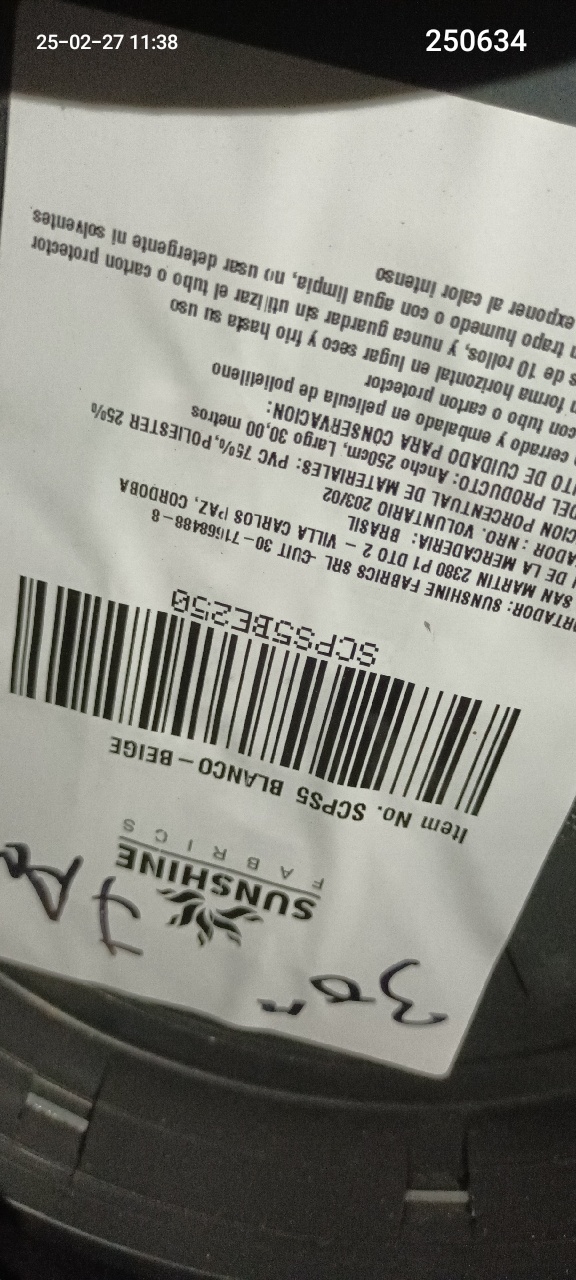 25-02-27 11:38
250634
SUNSHINE
FABRICS
Item No. SCPS5 BLANCO-BEIGE
SCPS5BE250
RTADOR: SUNSHINE FABRICS SRL -CUIT 30-71668488-8
SAN MARTIN 2380 P1 DTO 2 - VILLA CARLOS PAZ, CORDOBA
DE LA MERCADERIA: BRASIL
ADOR: NRO. VOLUNTARIO 203/02
CION PORCENTUAL DE MATERIALES: PVC 75%, POLIESTER 25%
DEL PRODUCTO: Ancho 250cm, Largo 30,00 metros
TO DE CUIDADO PARA CONSERVACION:
cerrado y embalado en pelicula de polietileno
con tubo o carton protector
forma horizontal en lugar seco y frio hasta su uso
s de 10 rollos, y nunca guardar sin utilizar el tubo o carton protector
trapo humedo o con agua limpia, no usar detergente ni solventes
exponer al calor intenso